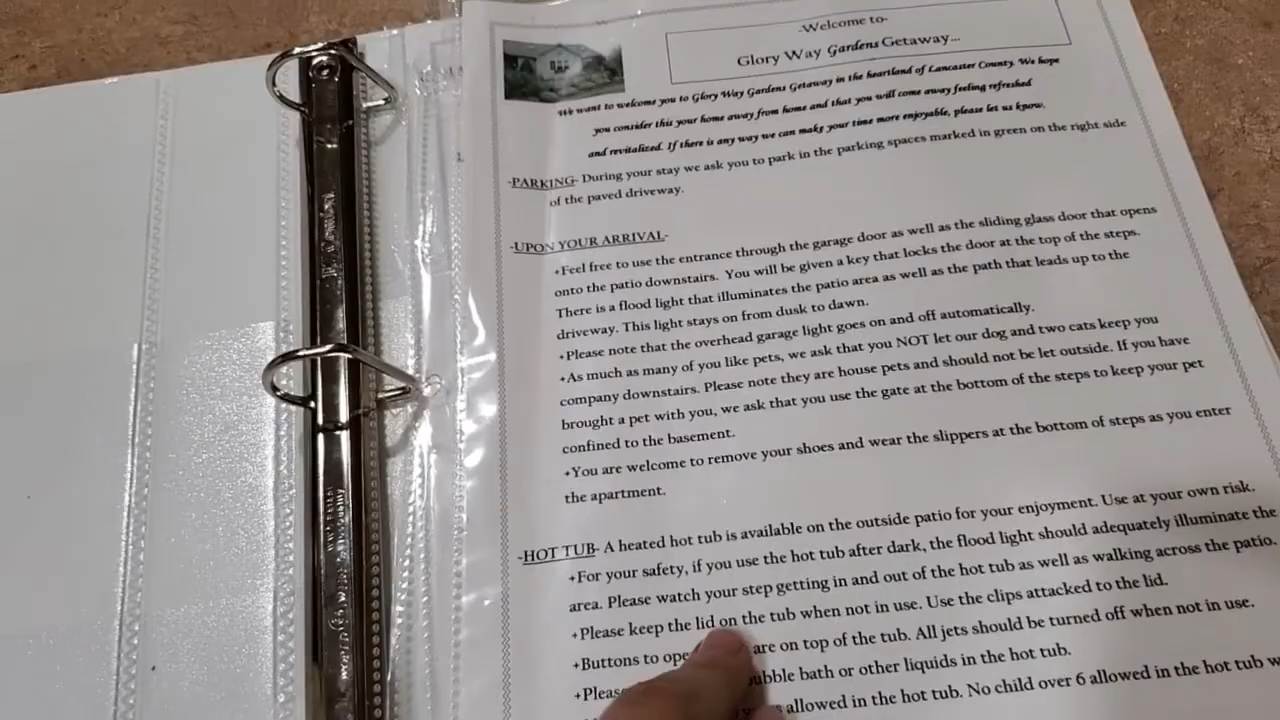 -Welcome to-
Glory Way Gardens Getaway...
We want to welcome you to Glory Way Gardens Getaway in the heartland of Lancaster County. We hope
you consider this your home away from home and that you will come away feeling refreshed
and revitalized. If there is any way we can make your time more enjoyable, please let us know.
-PARKING- During your stay we ask you to park in the parking spaces marked in green on the right side
of the paved driveway.
-UPON YOUR ARRIVAL-
+Feel free to use the entrance through the garage door as well as the sliding glass door that opens
onto the patio downstairs. You will be given a key that locks the door at the top of the steps.
There is a flood light that illuminates the patio area as well as the path that leads up to the
driveway. This light stays on from dusk to dawn.
+Please note that the overhead garage light goes on and off automatically.
+As much as many of you like pets, we ask that you NOT let our dog and two cats keep you
company downstairs. Please note they are house pets and should not be let outside. If you have
brought a pet with you, we ask that you use the gate at the bottom of the steps to keep your pet
confined to the basement.
+You are welcome to remove your shoes and wear the slippers at the bottom of steps as you enter
the apartment.
-HOT TUB- A heated hot tub is available on the outside patio for your enjoyment. Use at your own risk.
+For your safety, if you use the hot tub after dark, the flood light should adequately illuminate the
area. Please watch your step getting in and out of the hot tub as well as walking across the patio.
+Please keep the lid on the tub when not in use. Use the clips attached to the lid.
+Buttons to ope are on top of the tub. All jets should be turned off when not in use.
+Pleas ubble bath or other liquids in the hot tub.
allowed in the hot tub. No child over 6 allowed in the hot tub w